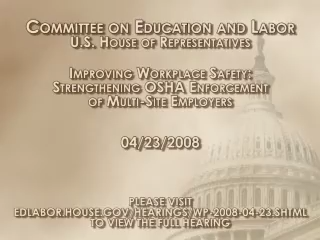 Committee on Education and Labor
U.S. House of Representatives
Improving Workplace Safety:
Strengthening OSHA Enforcement
of Multi-Site Employers
04/23/2008
please visit
edlabor.house.gov/hearings/wp-2008-04-23.shtml
to view the full hearing